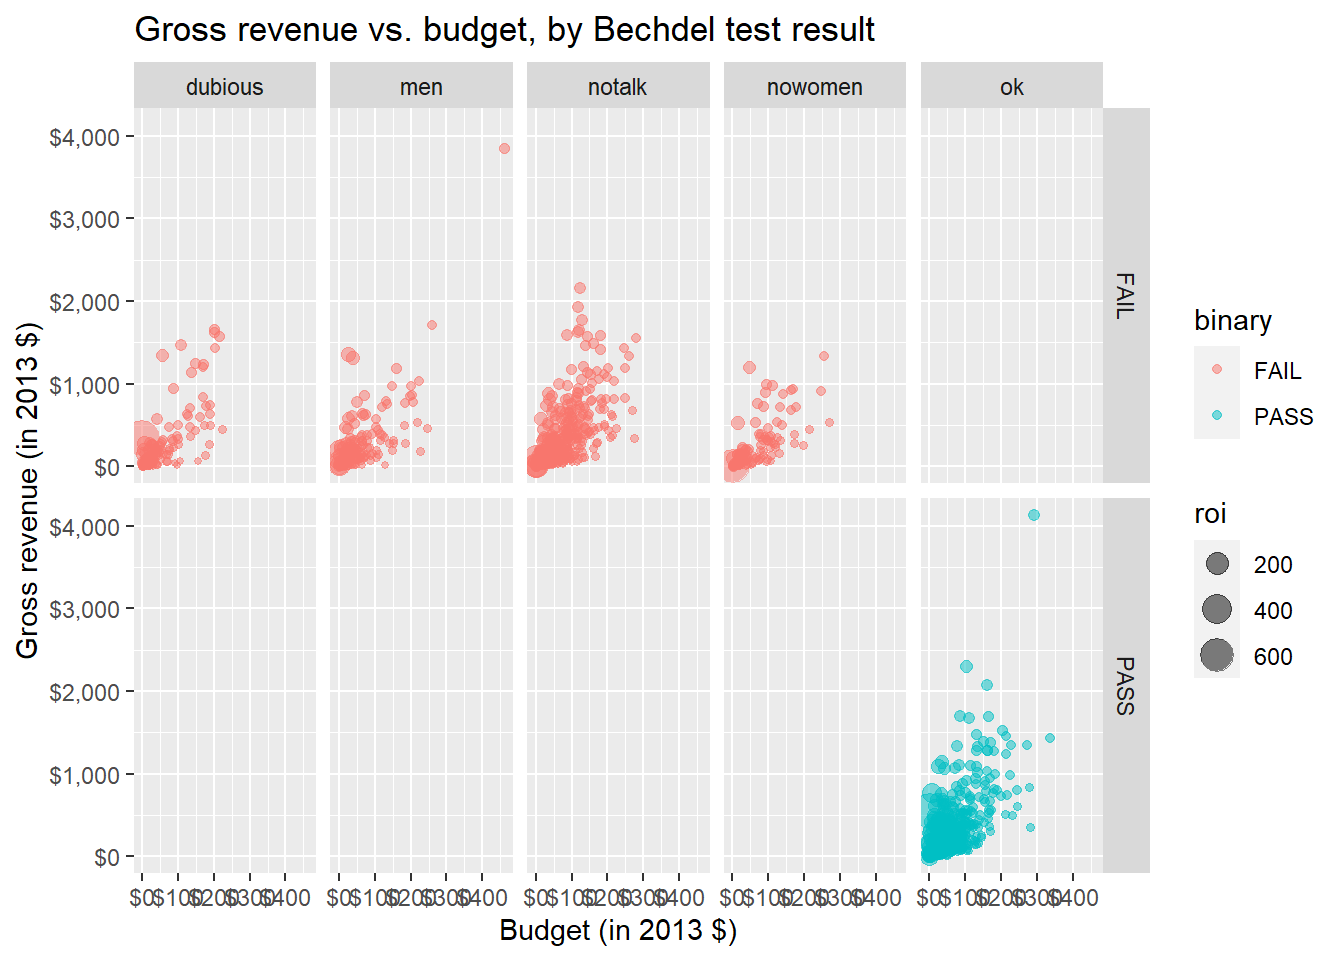 Gross revenue vs. budget, by Bechdel test result
dubious men notalk nowomen ok
$4,000
$3,000
$2,000
$1,000
$0
FAIL
$4,000
$3,000
$2,000
$1,000
$0
PASS
$0 $100 $200 $300 $400 $0 $100 $200 $300 $400 $0 $100 $200 $300 $400 $0 $100 $200 $300 $400 $0 $100 $200 $300 $400
Budget (in 2013 $)
Gross revenue (in 2013 $)
binary
FAIL
PASS
roi
200
400
600